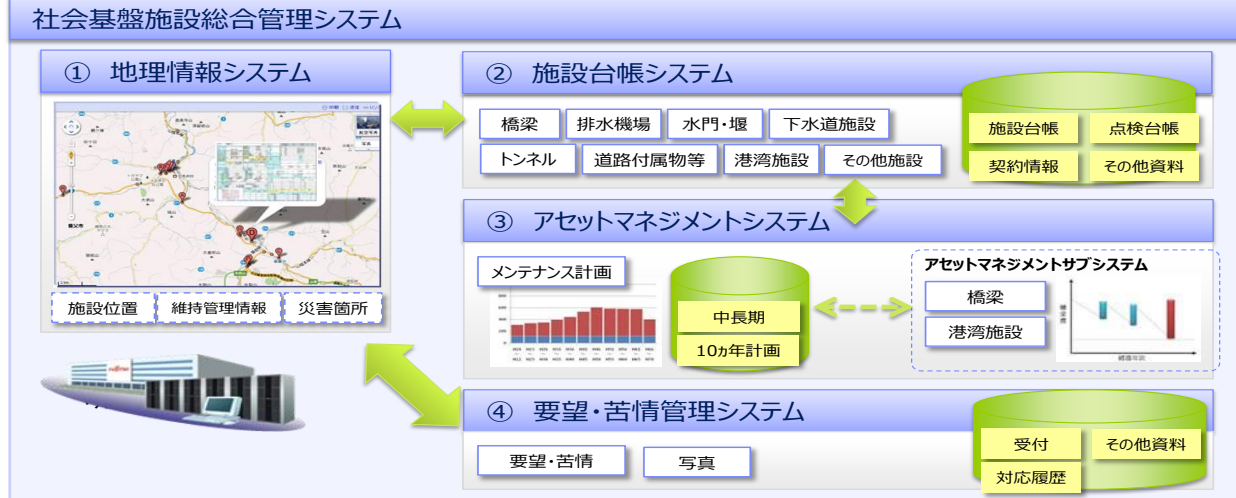 社会基盤施設総合管理システム
① 地理情報システム
施設位置
維持管理情報
災害箇所
② 施設台帳システム
橋梁
排水機場
水門・堰
下水道施設
トンネル
道路付属物等
港湾施設
その他施設
施設台帳
点検台帳
契約情報
その他資料
③ アセットマネジメントシステム
メンテナンス計画
中長期
10ヵ年計画
アセットマネジメントサブシステム
橋梁
港湾施設
④ 要望・苦情管理システム
要望・苦情
写真
受付
その他資料
対応履歴